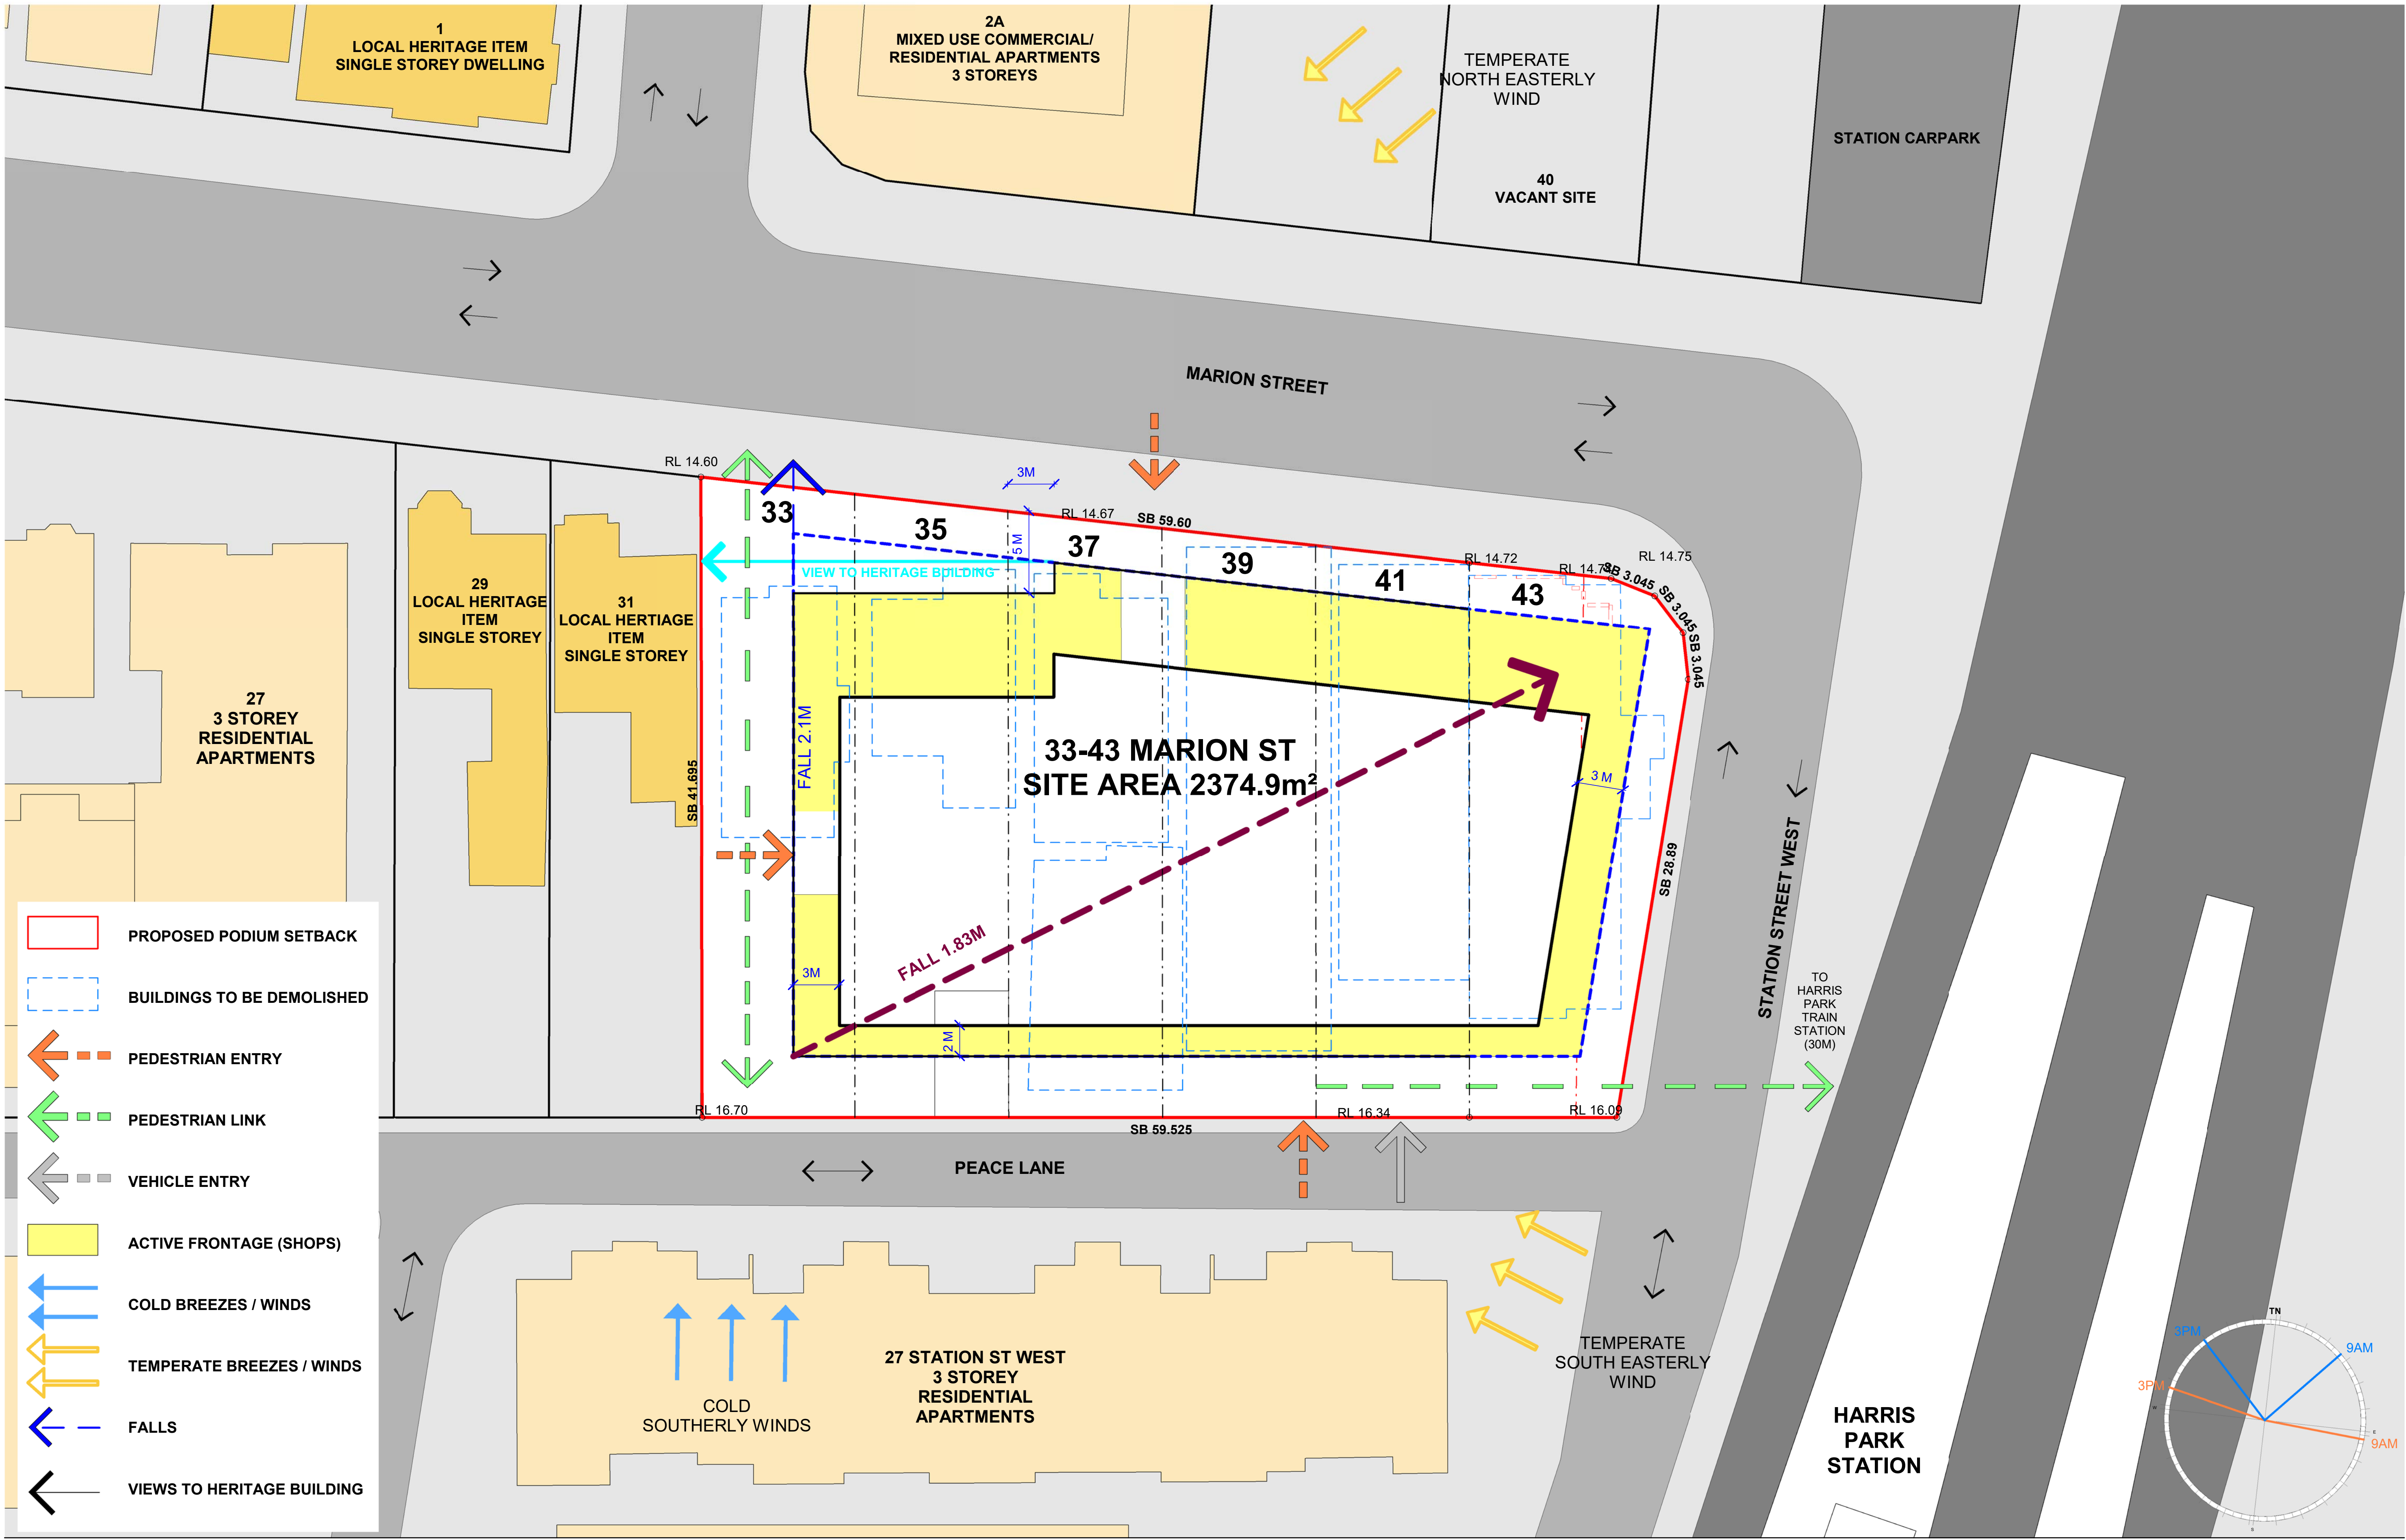 1
LOCAL HERITAGE ITEM
SINGLE STOREY DWELLING
2A
MIXED USE COMMERCIAL/
RESIDENTIAL APARTMENTS
3 STOREYS
TEMPERATE
NORTH EASTERLY
WIND
STATION CARPARK
40
VACANT SITE
MARION STREET
RL 14.60
3M
RL 14.67
SB 59.60
33
35
37
39
41
43
5 M
RL 14.72
RL 14.75
SB 3.045
SB 3.045
SB 3.045
VIEW TO HERITAGE BUILDING
29
LOCAL HERITAGE
ITEM
SINGLE STOREY
31
LOCAL HERTIAGE
ITEM
SINGLE STOREY
27
3 STOREY
RESIDENTIAL
APARTMENTS
FALL 2.1M
SB 41.695
33-43 MARION ST
SITE AREA 2374.9m²
3 M
SB 28.89
STATION STREET WEST
FALL 1.83M
3M
2 M
TO
HARRIS
PARK
TRAIN
STATION
(30M)
RL 16.70
RL 16.34
RL 16.09
SB 59.525
PEACE LANE
PROPOSED PODIUM SETBACK
BUILDINGS TO BE DEMOLISHED
PEDESTRIAN ENTRY
PEDESTRIAN LINK
VEHICLE ENTRY
ACTIVE FRONTAGE (SHOPS)
COLD BREEZES / WINDS
TEMPERATE BREEZES / WINDS
FALLS
VIEWS TO HERITAGE BUILDING
COLD
SOUTHERLY WINDS
27 STATION ST WEST
3 STOREY
RESIDENTIAL
APARTMENTS
TEMPERATE
SOUTH EASTERLY
WIND
HARRIS
PARK
STATION
TN
3PM
9AM
3PM
W
E
9AM
S